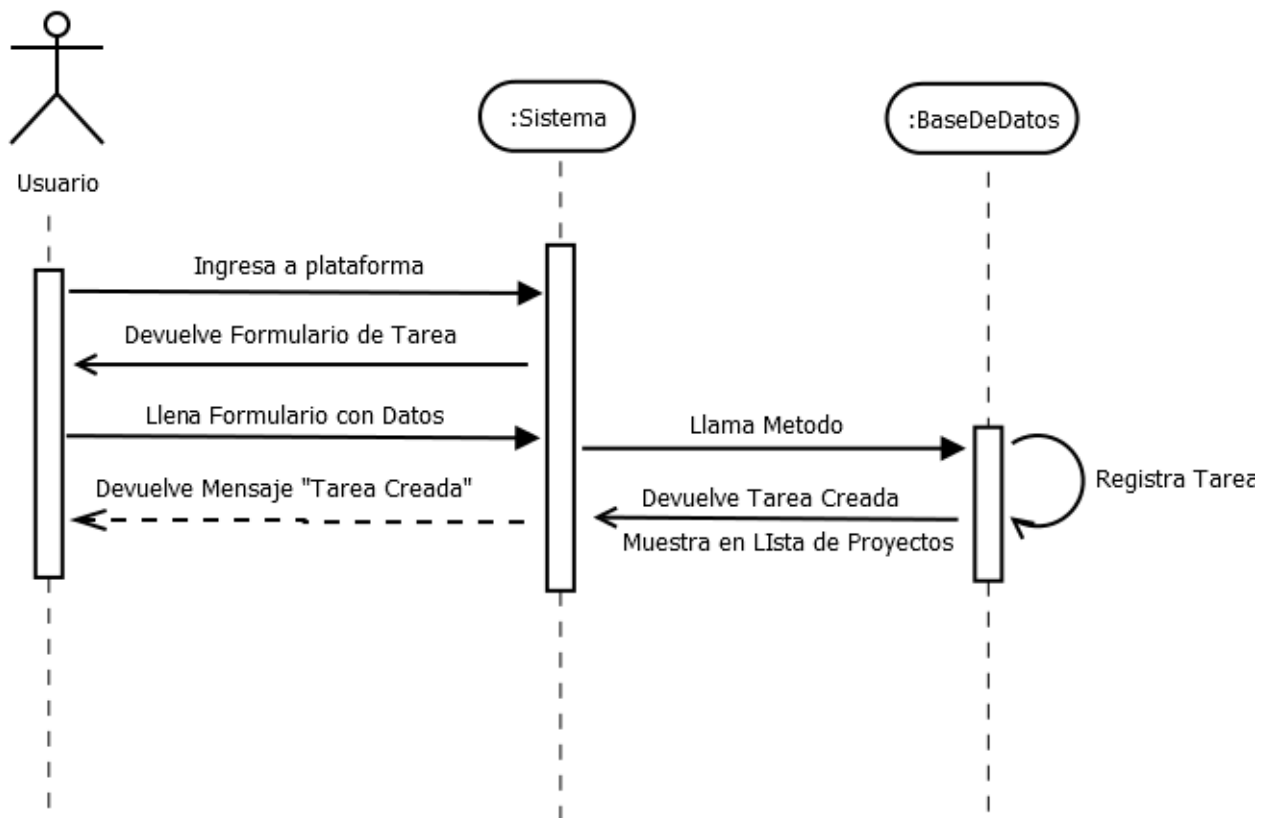 :Sistema
:BaseDeDatos
Usuario
Ingresa a plataforma
Devuelve Formulario de Tarea
Llena Formulario con Datos
Llama Metodo
Devuelve Mensaje "Tarea Creada"
Devuelve Tarea Creada
Registra Tarea
Muestra en LIsta de Proyectos